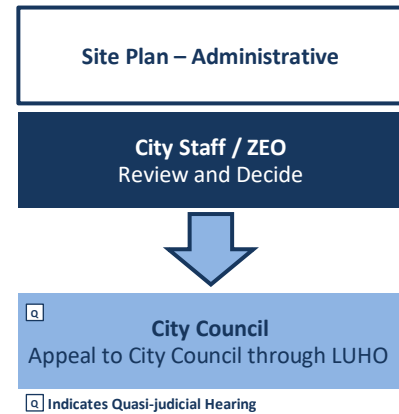 Site Plan – Administrative
City Staff / ZEO
Review and Decide
Q
City Council
Appeal to City Council through LUHO
Q Indicates Quasi-judicial Hearing